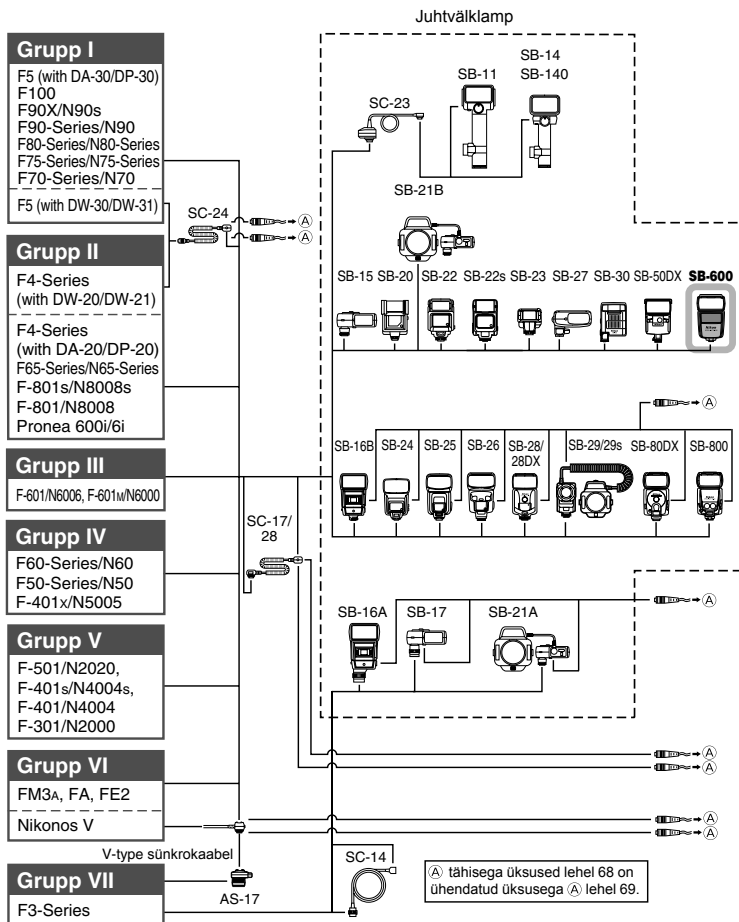 Juhtvälklamp
Grupp I
F5 (with DA-30/DP-30)
F100
F90X/N90s
F90-Series/N90
F80-Series/N80-Series
F75-Series/N75-Series
F70-Series/N70
F5 (with DW-30/DW-31)
SC-24
A
A
Grupp II
F4-Series
(with DW-20/DW-21)
F4-Series
(with DA-20/DP-20)
F65-Series/N65-Series
F-801s/N8008s
F-801/N8008
Pronea 600i/6i
Grupp III
F-601/N6006, F-601M/N6000
Grupp IV
F60-Series/N60
F50-Series/N50
F-401x/N5005
SC-17/
28
Grupp V
F-501/N2020,
F-401s/N4004s,
F-401/N4004
F-301/N2000
Grupp VI
FM3A, FA, FE2
Nikonos V
V-type sünkrokaabel
Grupp VII
F3-Series
AS-17
SC-14
SC-23
SB-11
SB-14
SB-140
SB-21B
SB-15 SB-20 SB-22 SB-22s SB-23 SB-27 SB-30 SB-50DX SB-600
A
SB-16B SB-24 SB-25 SB-26 SB-28/
28DX
SB-29/29s SB-80DX SB-800
A
SB-16A SB-17 SB-21A
A
A
A
A
A tähisega üksused lehel 68 on
ühendatud üksusega A lehel 69.